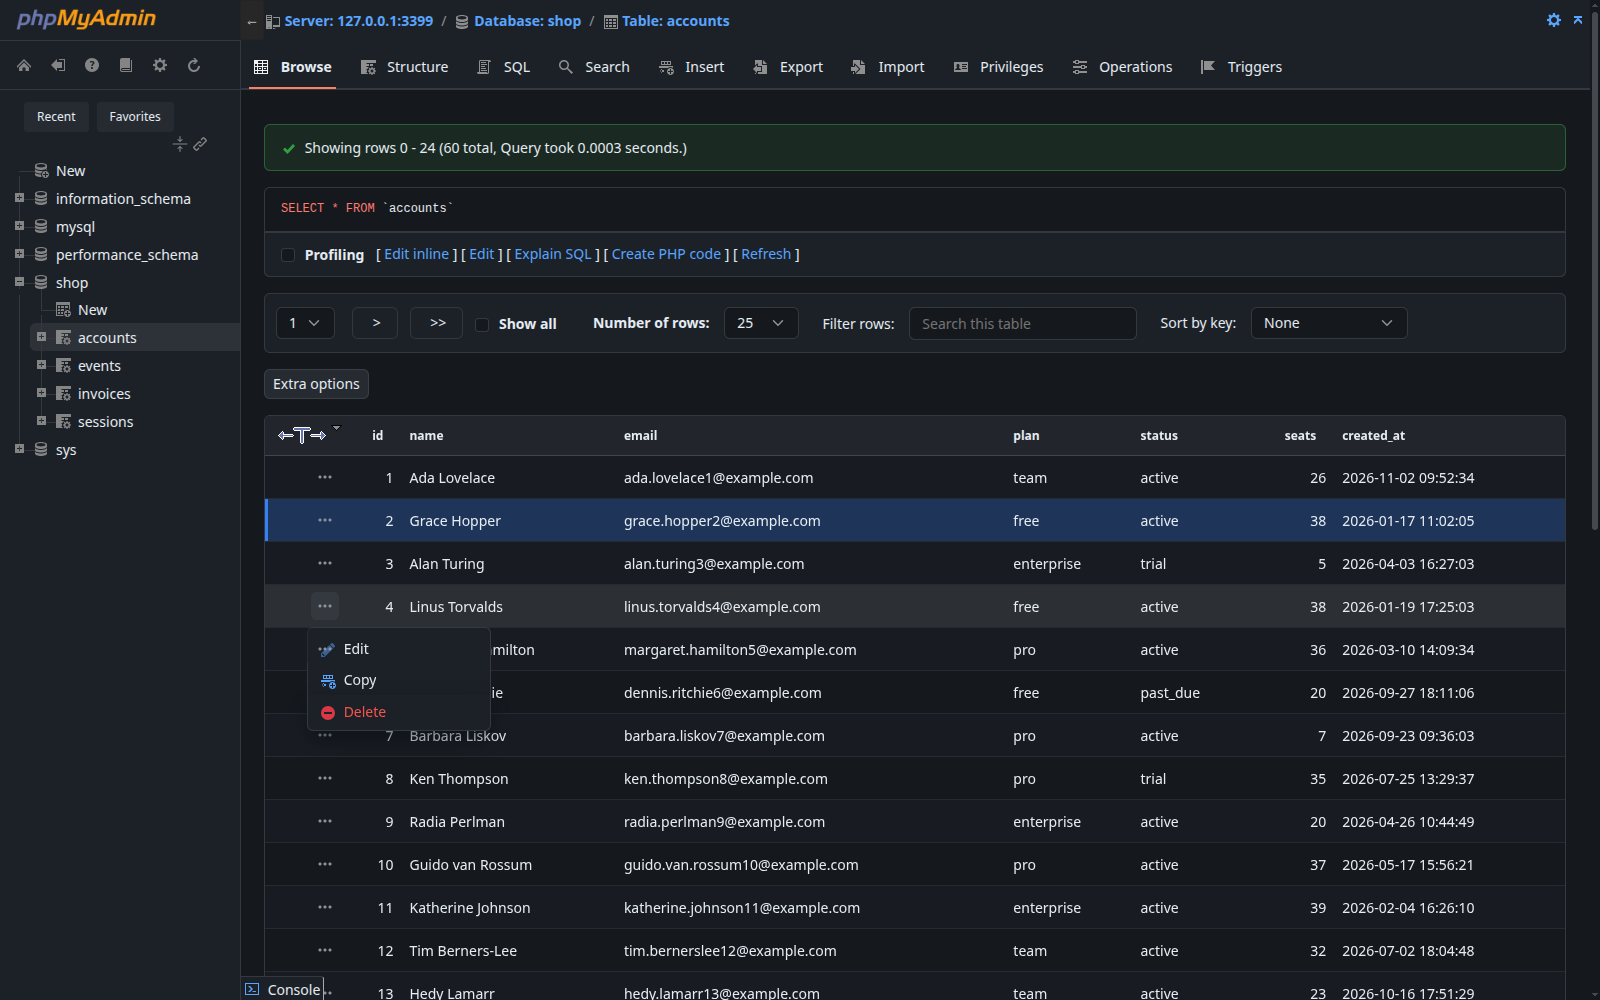 phpMyAdmin
← Server: 127.0.0.1:3399 / Database: shop / Table: accounts
Browse Structure SQL Search Insert Export Import Privileges Operations Triggers
Recent Favorites
New
information_schema
mysql
performance_schema
shop
New
accounts
events
invoices
sessions
sys
Showing rows 0 - 24 (60 total, Query took 0.0003 seconds.)
SELECT * FROM `accounts`
Profiling [ Edit inline ] [ Edit ] [ Explain SQL ] [ Create PHP code ] [ Refresh ]
1 > >> Show all Number of rows: 25 Filter rows: Search this table Sort by key: None
Extra options
←T→ id name email plan status seats created_at
1 Ada Lovelace ada.lovelace1@example.com team active 26 2026-11-02 09:52:34
2 Grace Hopper grace.hopper2@example.com free active 38 2026-01-17 11:02:05
3 Alan Turing alan.turing3@example.com enterprise trial 5 2026-04-03 16:27:03
4 Linus Torvalds linus.torvalds4@example.com free active 38 2026-01-19 17:25:03
Edit
Copy
Delete
milton margaret.hamilton5@example.com pro active 36 2026-03-10 14:09:34
ie dennis.ritchie6@example.com free past_due 20 2026-09-27 18:11:06
7 Barbara Liskov barbara.liskov7@example.com pro active 7 2026-09-23 09:36:03
8 Ken Thompson ken.thompson8@example.com pro trial 35 2026-07-25 13:29:37
9 Radia Perlman radia.perlman9@example.com enterprise active 20 2026-04-26 10:44:49
10 Guido van Rossum guido.van.rossum10@example.com pro active 37 2026-05-17 15:56:21
11 Katherine Johnson katherine.johnson11@example.com enterprise active 39 2026-02-04 16:26:10
12 Tim Berners-Lee tim.bernerslee12@example.com team active 32 2026-07-02 18:04:48
13 Hedy Lamarr hedy.lamarr13@example.com team active 23 2026-10-16 17:51:29
Console